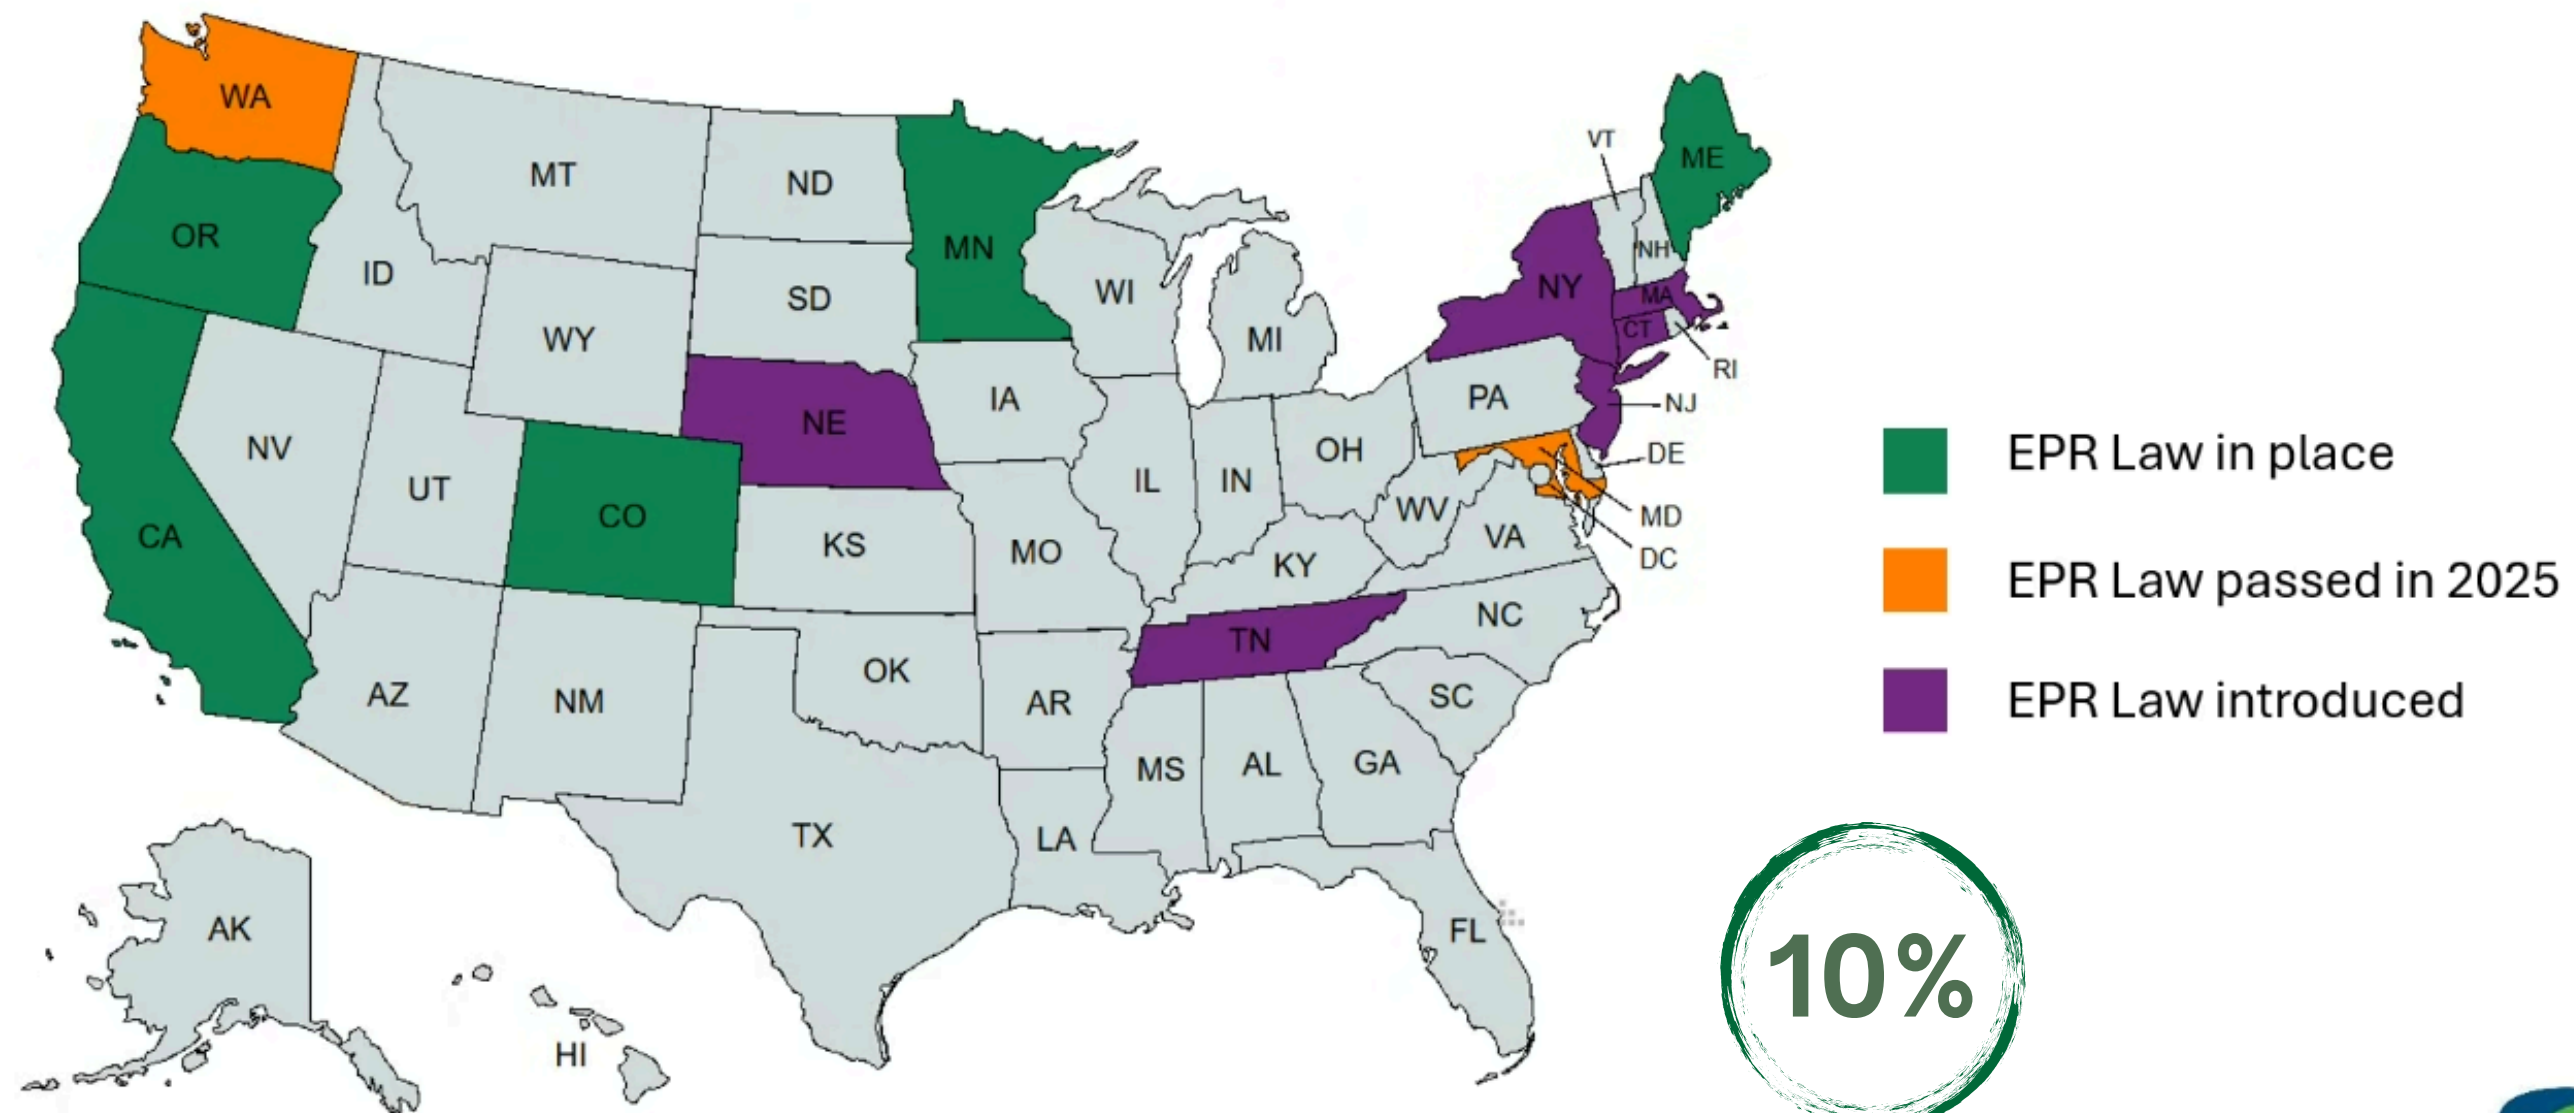 WA
MT
ND
MN
VT
ME
OR
ID
SD
WI
NH
NY
MA
WY
MI
CT
RI
NE
IA
PA
NJ
NV
UT
CO
IL
IN
OH
DE
CA
KS
MO
WV
VA
MD
KY
DC
TN
NC
AZ
NM
OK
AR
SC
MS
AL
GA
TX
LA
AK
FL
HI
EPR Law in place
EPR Law passed in 2025
EPR Law introduced
10%